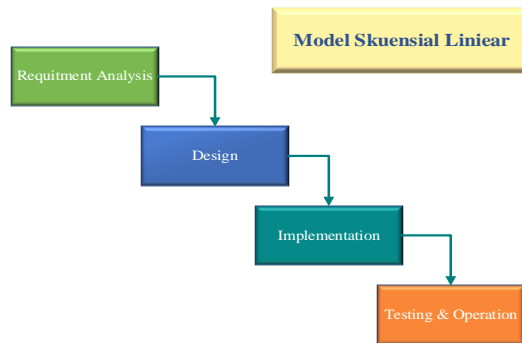 Model Skuensial Liniear
Requitment Analysis
Design
Implementation
Testing & Operation